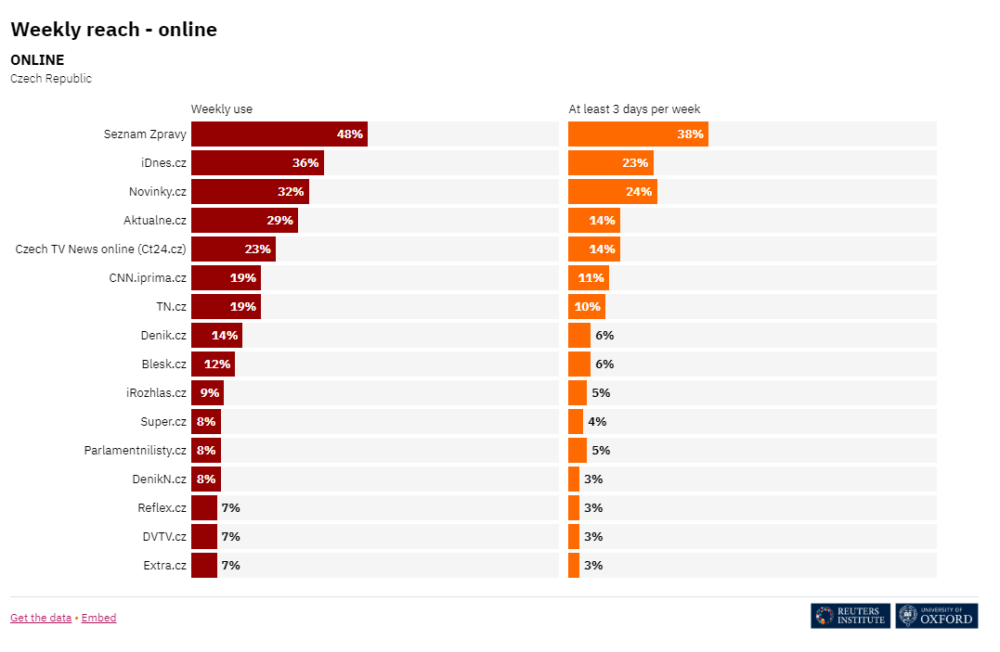 Weekly reach - online
ONLINE
Czech Republic
Weekly use At least 3 days per week
Seznam Zpravy 48% 38%
iDnes.cz 36% 23%
Novinky.cz 32% 24%
Aktualne.cz 29% 14%
Czech TV News online (Ct24.cz) 23% 14%
CNN.iprima.cz 19% 11%
TN.cz 19% 10%
Denik.cz 14% 6%
Blesk.cz 12% 6%
iRozhlas.cz 9% 5%
Super.cz 8% 4%
Parlamentnilisty.cz 8% 5%
DenikN.cz 8% 3%
Reflex.cz 7% 3%
DVTV.cz 7% 3%
Extra.cz 7% 3%
Get the data • Embed
REUTERS
INSTITUTE
UNIVERSITY OF
OXFORD